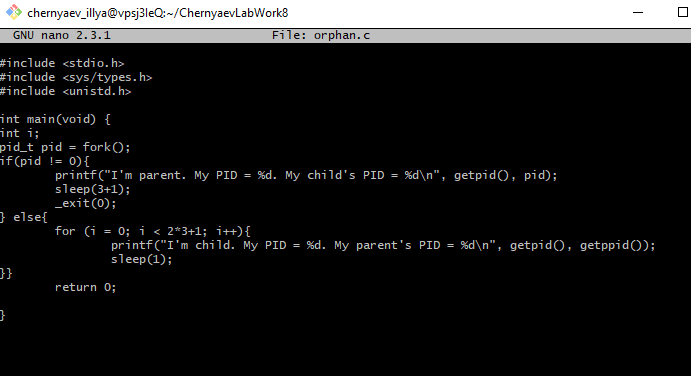 chernyaev_illya@vpsj3leQ:~/ChernyaevLabWork8
GNU nano 2.3.1 File: orphan.c
#include <stdio.h>
#include <sys/types.h>
#include <unistd.h>
int main(void) {
int i;
pid_t pid = fork();
if(pid != 0){
printf("I'm parent. My PID = %d. My child's PID = %d\n", getpid(), pid);
sleep(3+1);
_exit(0);
} else{
for (i = 0; i < 2*3+1; i++){
printf("I'm child. My PID = %d. My parent's PID = %d\n", getpid(), getppid());
sleep(1);
}}
return 0;
}